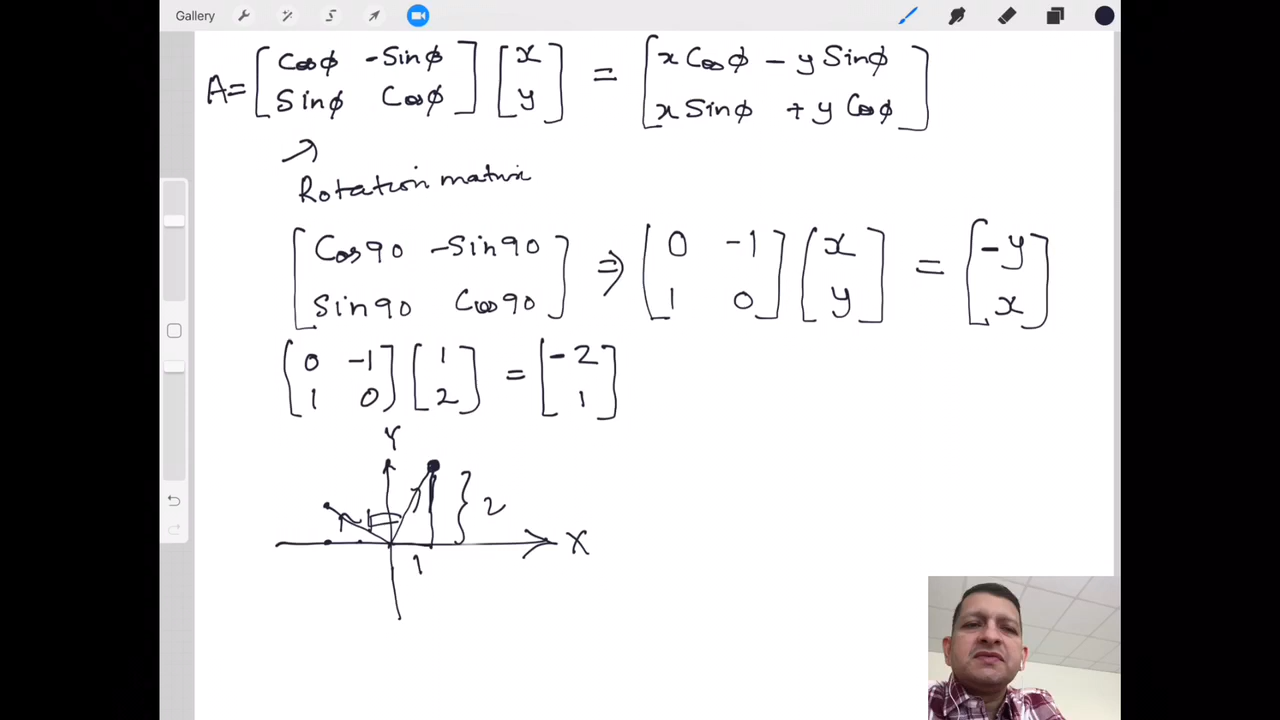 Gallery
A = [Cosϕ -Sinϕ; Sinϕ Cosϕ] [x; y] = [x Cosϕ - y Sinϕ; x Sinϕ + y Cosϕ]
Rotation matrix
[Cos90 -Sin90; Sin90 Cos90] ⇒ [0 -1; 1 0] [x; y] = [-y; x]
[0 -1; 1 0] [1; 2] = [-2; 1]
Y
2
X
1